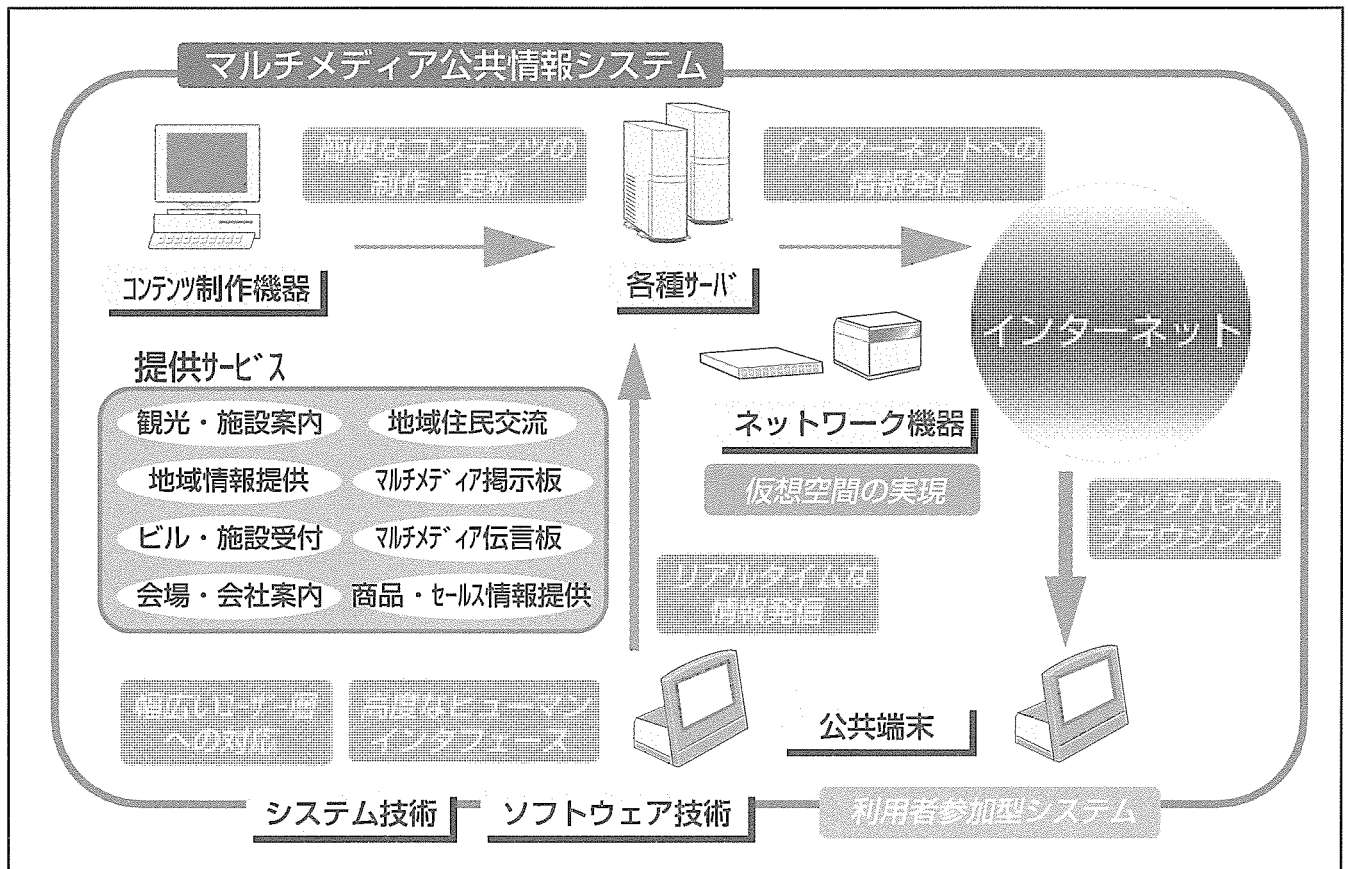 マルチメディア公共情報システム
簡便なコンテンツの
制作・更新
インターネットへの
情報発信
コンテンツ制作機器
各種サーバ
インターネット
ネットワーク機器
提供サービス
観光・施設案内
地域住民交流
地域情報提供
マルチメディア掲示板
ビル・施設受付
マルチメディア伝言板
会場・会社案内
商品・セールス情報提供
仮想空間の実現
タッチパネル
ブラウジング
リアルタイムな
情報発信
幅広いユーザー層
への対応
高度なヒューマン
インタフェース
公共端末
システム技術
ソフトウェア技術
利用者参加型システム